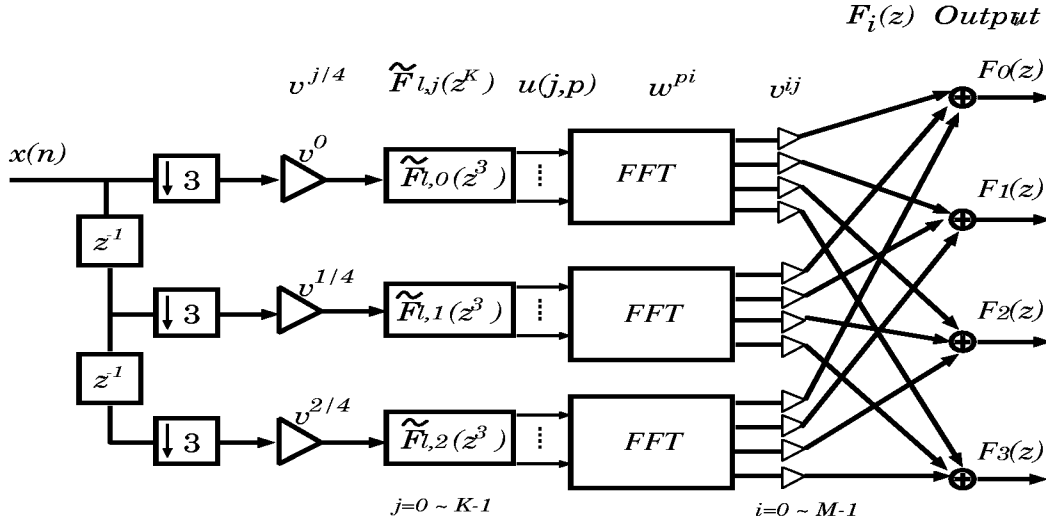 F_i(z) Output
v^{j/4} F̃_{l,j}(z^K) u(j,p) w^{pi} v^{ij}
F0(z)
x(n)
↓ 3
v^0
F̃_{l,0}(z^3)
FFT
F1(z)
z^{-1}
↓ 3
v^{1/4}
F̃_{l,1}(z^3)
FFT
F2(z)
z^{-1}
↓ 3
v^{2/4}
F̃_{l,2}(z^3)
FFT
F3(z)
j=0 ~ K-1
i=0 ~ M-1